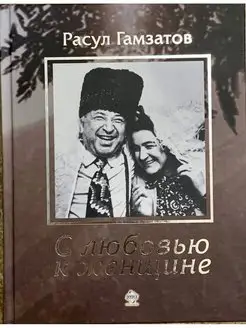 Расул Гамзатов
С любовью
к женщине